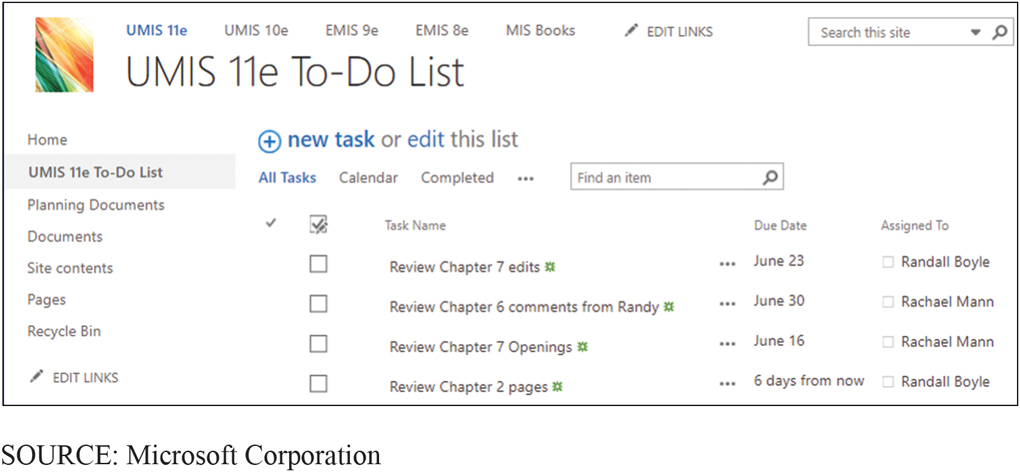 UMIS 11e UMIS 10e EMIS 9e EMIS 8e MIS Books EDIT LINKS Search this site
UMIS 11e To-Do List
Home
UMIS 11e To-Do List
Planning Documents
Documents
Site contents
Pages
Recycle Bin
EDIT LINKS
new task or edit this list
All Tasks Calendar Completed ... Find an item
Task Name Due Date Assigned To
Review Chapter 7 edits ... June 23 Randall Boyle
Review Chapter 6 comments from Randy ... June 30 Rachael Mann
Review Chapter 7 Openings ... June 16 Rachael Mann
Review Chapter 2 pages ... 6 days from now Randall Boyle
SOURCE: Microsoft Corporation